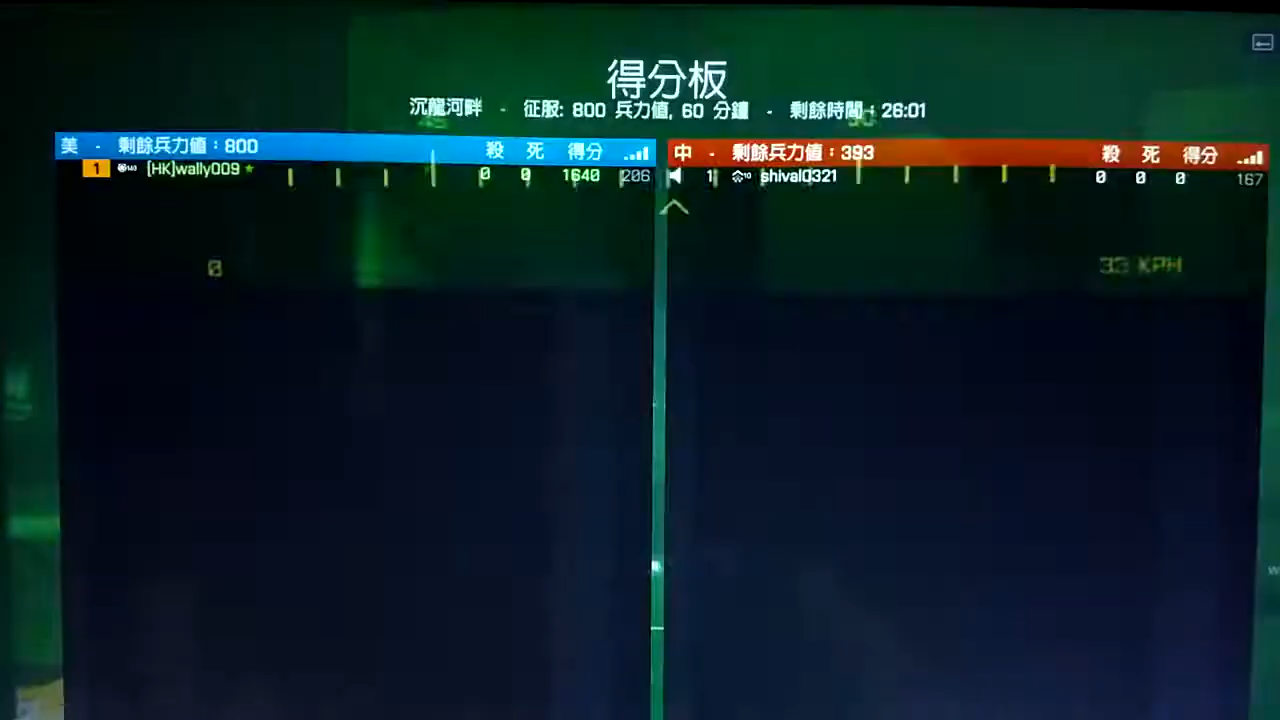 得分板
沉龍河畔 - 征服: 800 兵力值, 60 分鐘 - 剩餘時間: 26:01
美 - 剩餘兵力值：800 殺 死 得分
1 140 [HK]wally009 0 0 1640 206
中 - 剩餘兵力值：393 殺 死 得分
1 10 shival0321 0 0 0 167
0
33 KPH